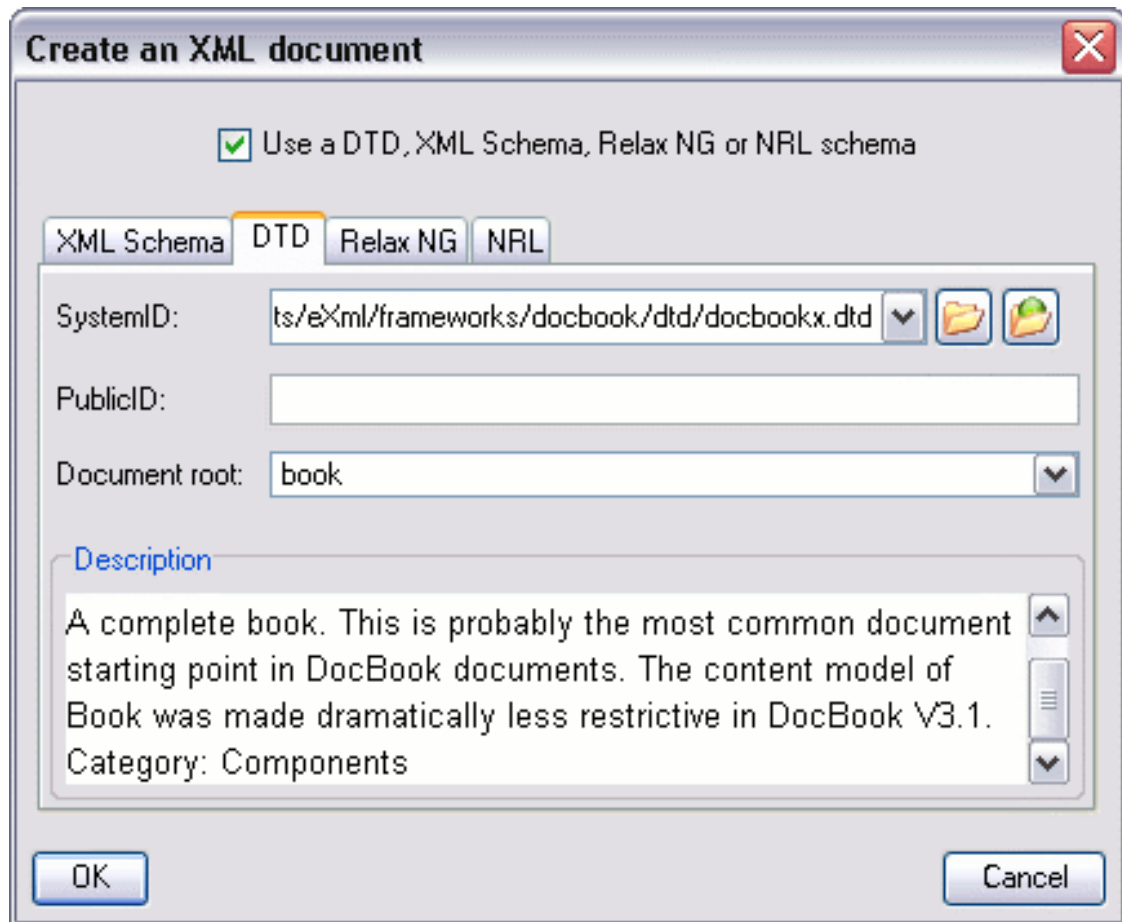 Create an XML document
Use a DTD, XML Schema, Relax NG or NRL schema
XML Schema DTD Relax NG NRL
SystemID: ts/eXml/frameworks/docbook/dtd/docbookx.dtd
PublicID:
Document root: book
Description
A complete book. This is probably the most common document
starting point in DocBook documents. The content model of
Book was made dramatically less restrictive in DocBook V3.1.
Category: Components
OK Cancel